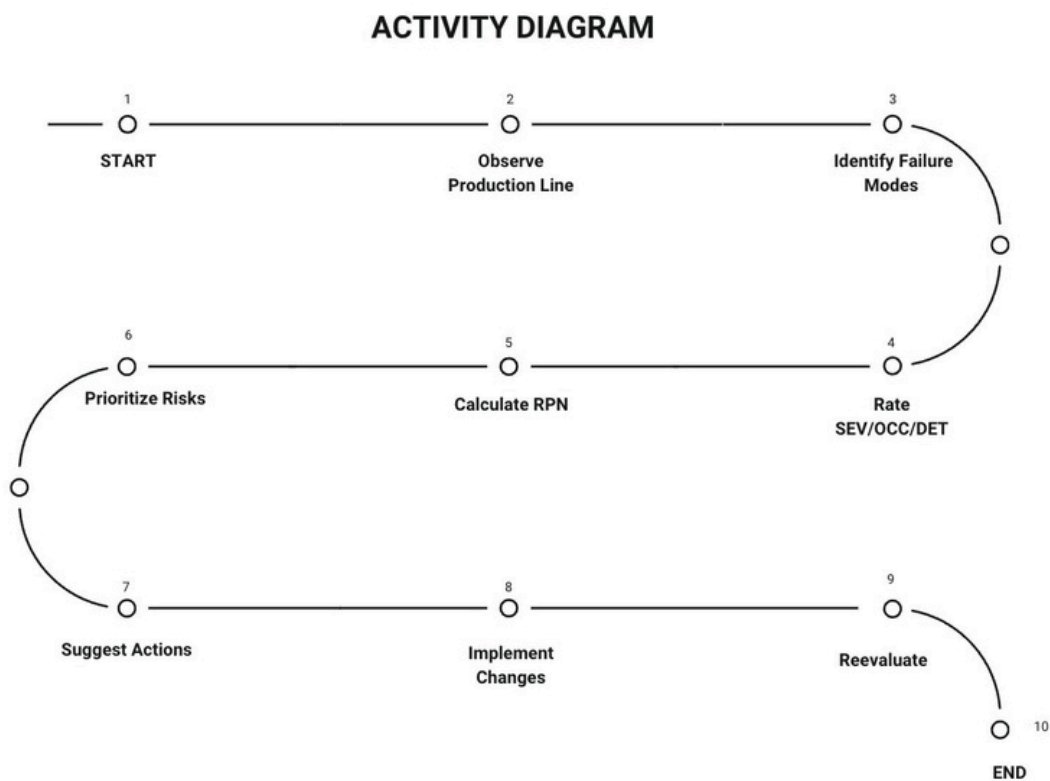 ACTIVITY DIAGRAM
1
START
2
Observe
Production Line
3
Identify Failure
Modes
4
Rate
SEV/OCC/DET
5
Calculate RPN
6
Prioritize Risks
7
Suggest Actions
8
Implement
Changes
9
Reevaluate
10
END